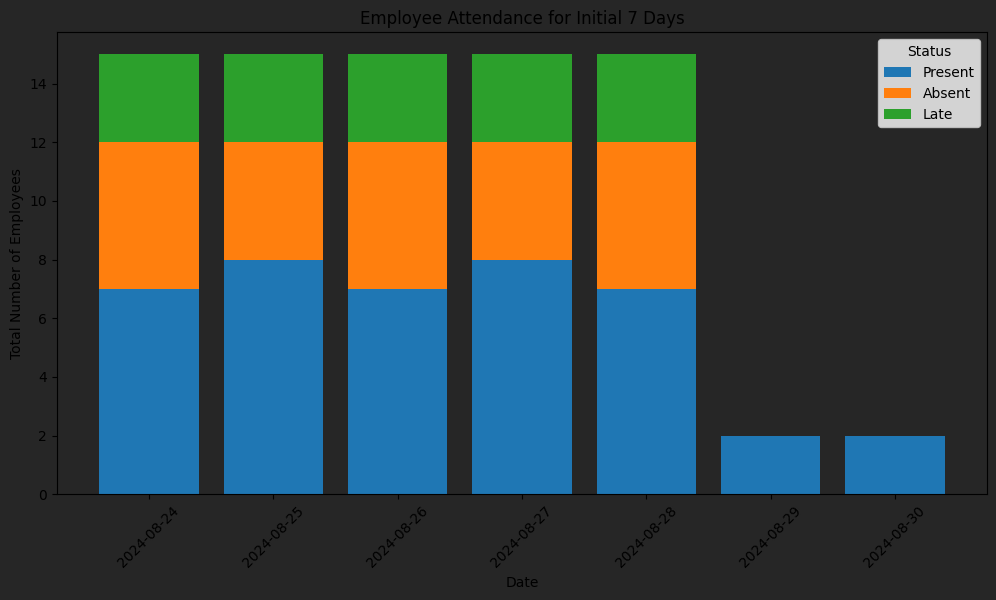 Employee Attendance for Initial 7 Days
Status
Present
Absent
Late
Total Number of Employees
14
12
10
8
6
4
2
0
2024-08-24
2024-08-25
2024-08-26
2024-08-27
2024-08-28
2024-08-29
2024-08-30
Date